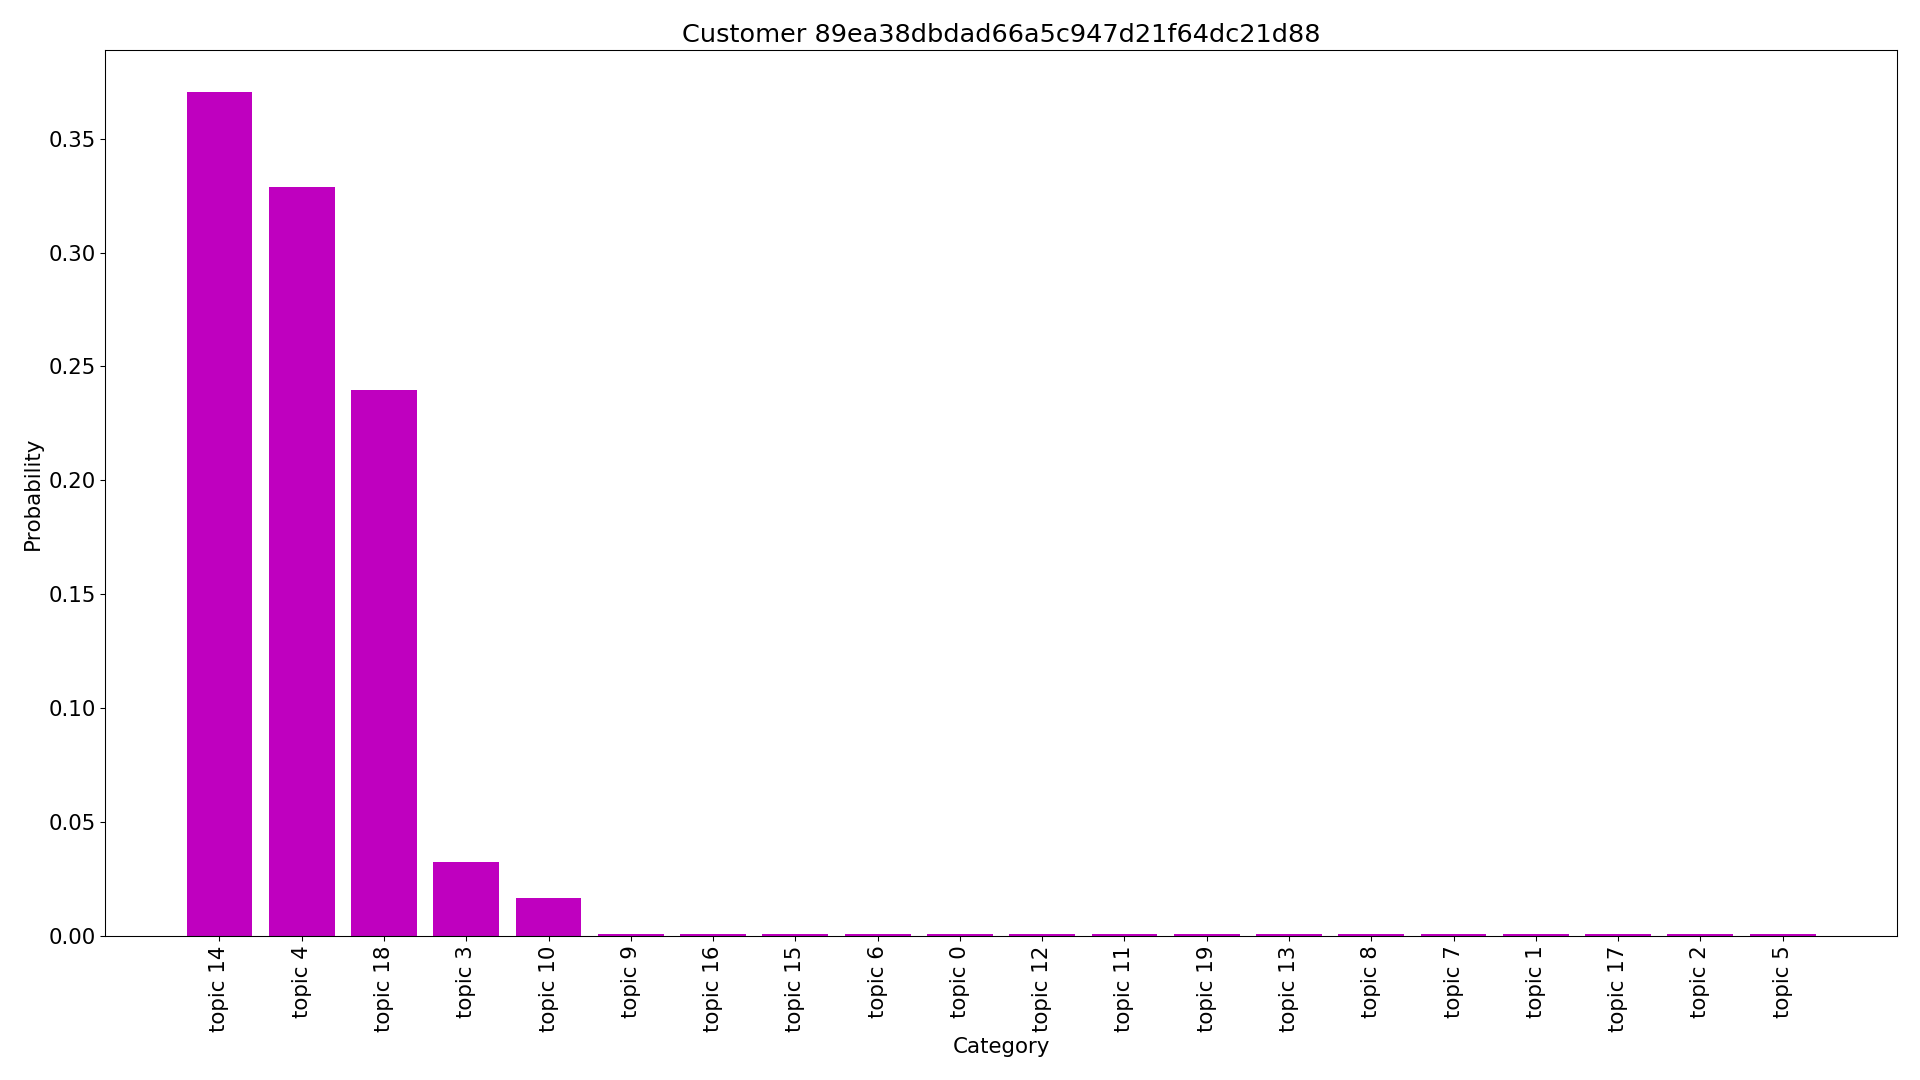 Customer 89ea38dbdad66a5c947d21f64dc21d88
Probability
0.35
0.30
0.25
0.20
0.15
0.10
0.05
0.00
topic 14
topic 4
topic 18
topic 3
topic 10
topic 9
topic 16
topic 15
topic 6
topic 0
topic 12
topic 11
topic 19
topic 13
topic 8
topic 7
topic 1
topic 17
topic 2
topic 5
Category